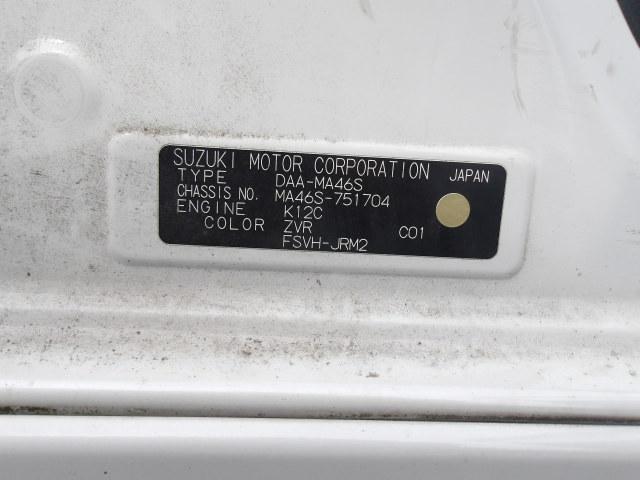 SUZUKI MOTOR CORPORATION JAPAN
TYPE DAA-MA46S
CHASSIS NO. MA46S-751704
ENGINE K12C
COLOR ZVR C01
FSVH-JRM2